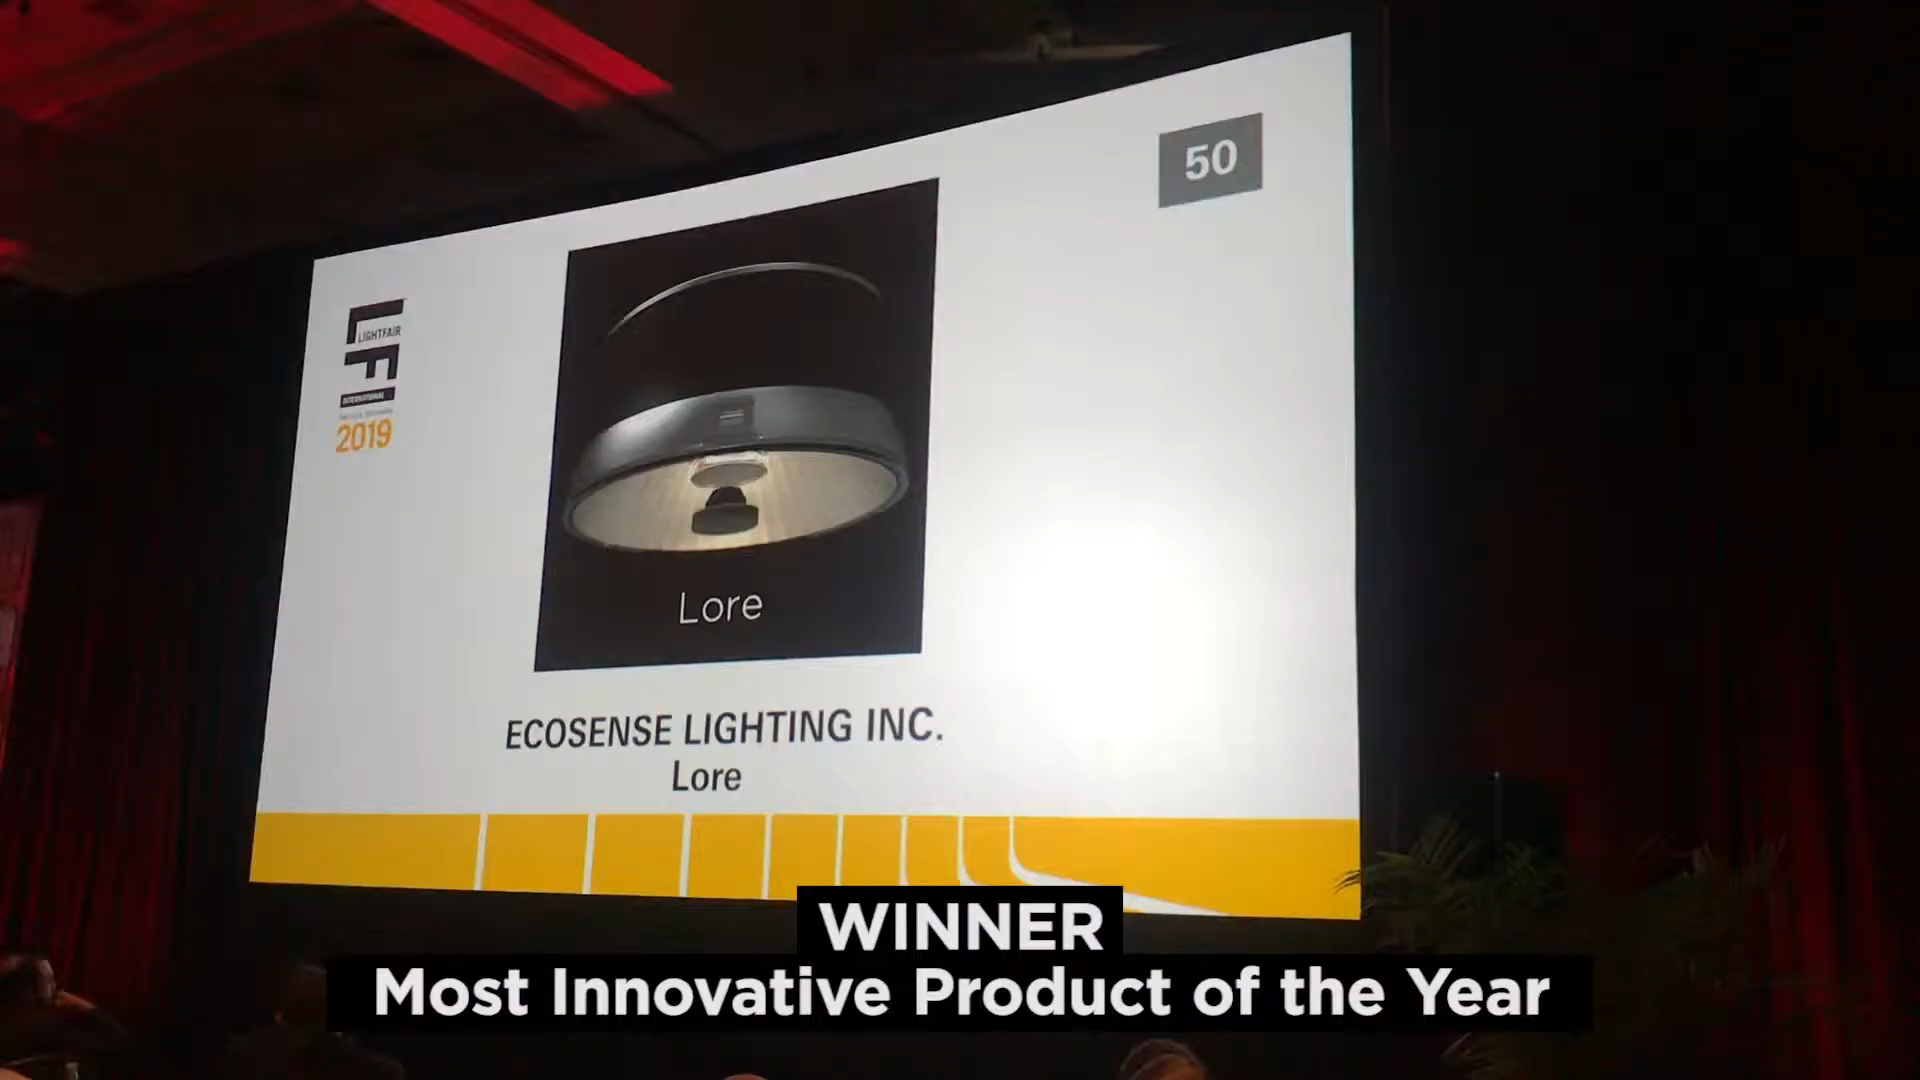 50
LIGHTFAIR
INTERNATIONAL
2019
Lore
ECOSENSE LIGHTING INC.
Lore
WINNER
Most Innovative Product of the Year